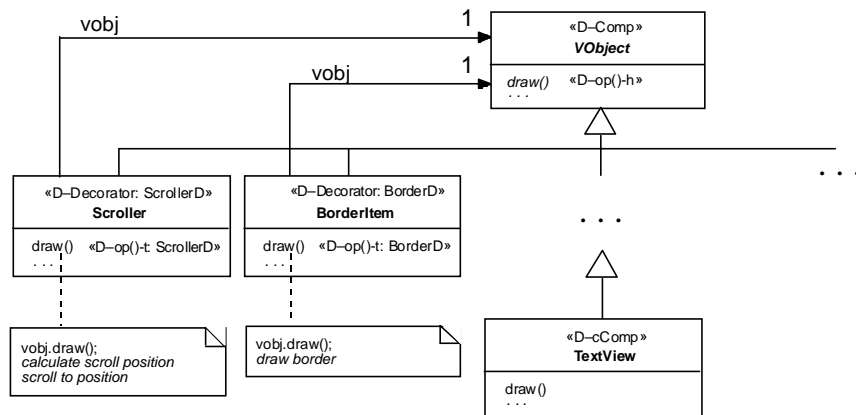 vobj
1
«D–Comp»
VObject
vobj
1
draw() «D–op()-h»
. . .
. . .
«D–Decorator: ScrollerD»
Scroller
draw() «D–op()-t: ScrollerD»
. . .
«D–Decorator: BorderD»
BorderItem
draw() «D–op()-t: BorderD»
. . .
. . .
vobj.draw();
calculate scroll position
scroll to position
vobj.draw();
draw border
«D–cComp»
TextView
draw()
. . .